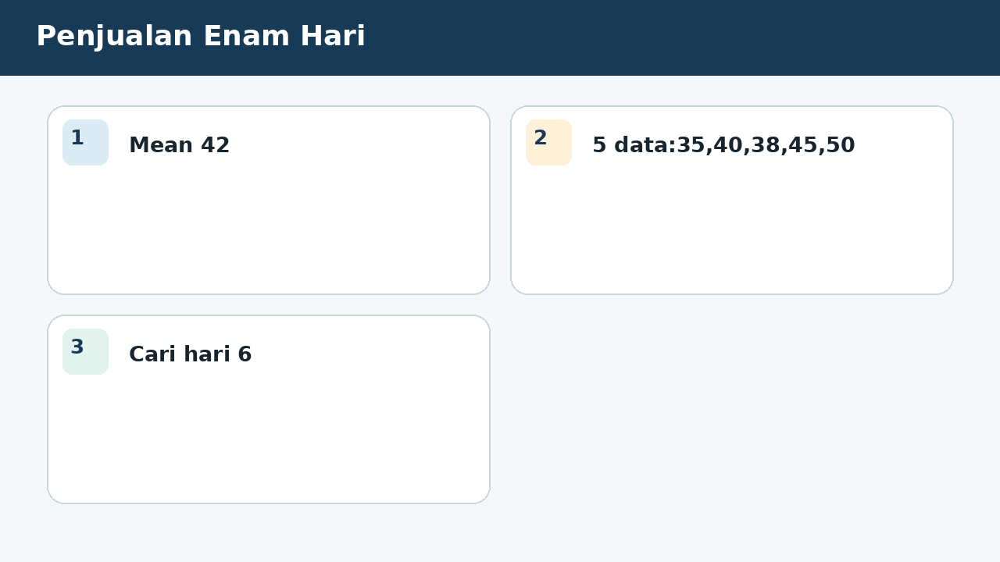 Penjualan Enam Hari
1
Mean 42
2
5 data:35,40,38,45,50
3
Cari hari 6